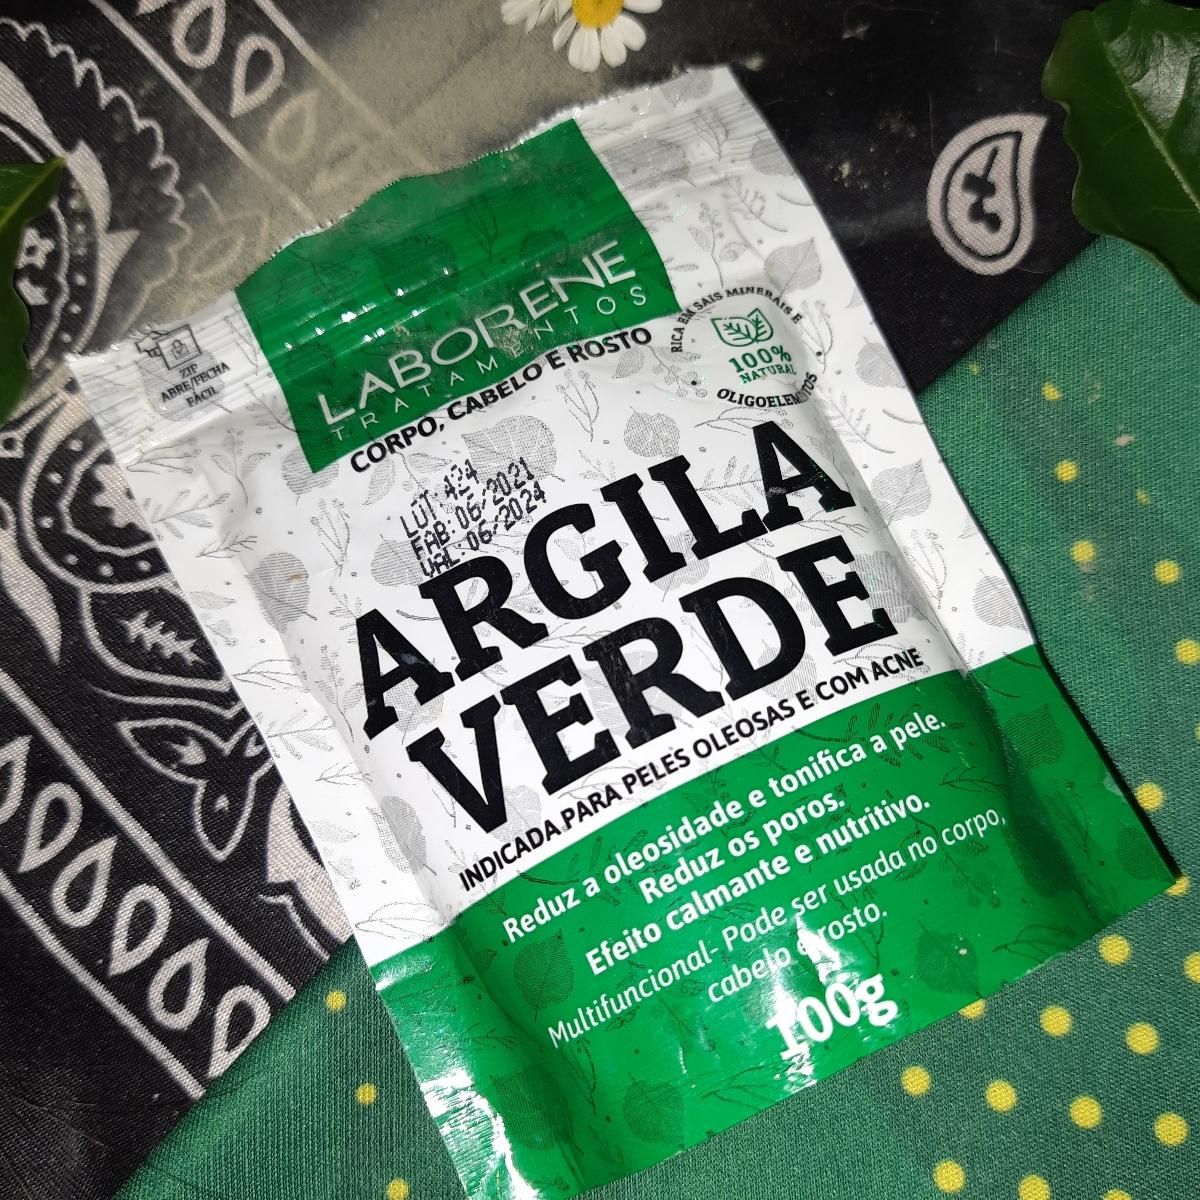 LABORENE
TRATAMENTOS
CORPO, CABELO E ROSTO
ZIP
ABRE/FECHA
FÁCIL
RICA EM SAIS MINERAIS E
100%
NATURAL
OLIGOELEMENTOS
LOT: 424
FAB: 06/2021
VAL: 06/2024
ARGILA
VERDE
INDICADA PARA PELES OLEOSAS E COM ACNE
Reduz a oleosidade e tonifica a pele.
Reduz os poros.
Efeito calmante e nutritivo.
Multifuncional- Pode ser usada no corpo,
cabelo e rosto.
100g